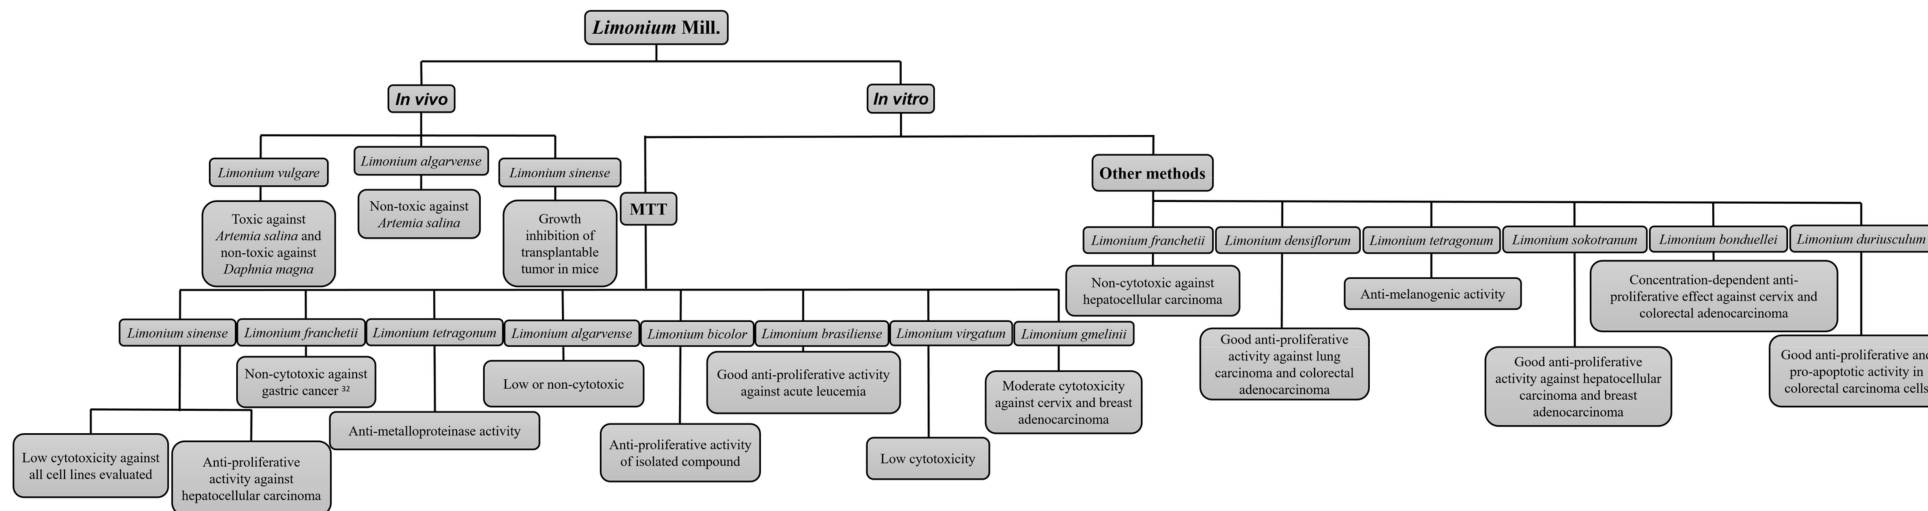 Limonium Mill.
In vivo
In vitro
Limonium vulgare
Limonium algarvense
Limonium sinense
Toxic against
Artemia salina and
non-toxic against
Daphnia magna
Non-toxic against
Artemia salina
Growth
inhibition of
transplantable
tumor in mice
MTT
Other methods
Limonium sinense
Limonium franchetii
Limonium tetragonum
Limonium algarvense
Limonium bicolor
Limonium brasiliense
Limonium virgatum
Limonium gmelinii
Low cytotoxicity against
all cell lines evaluated
Anti-proliferative
activity against
hepatocellular carcinoma
Non-cytotoxic against
gastric cancer 32
Anti-metalloproteinase activity
Low or non-cytotoxic
Anti-proliferative activity
of isolated compound
Good anti-proliferative activity
against acute leucemia
Low cytotoxicity
Moderate cytotoxicity
against cervix and breast
adenocarcinoma
Limonium franchetii
Limonium densiflorum
Limonium tetragonum
Limonium sokotranum
Limonium bonduellei
Limonium duriusculum
Non-cytotoxic against
hepatocellular carcinoma
Good anti-proliferative
activity against lung
carcinoma and colorectal
adenocarcinoma
Anti-melanogenic activity
Good anti-proliferative
activity against hepatocellular
carcinoma and breast
adenocarcinoma
Concentration-dependent anti-
proliferative effect against cervix and
colorectal adenocarcinoma
Good anti-proliferative and
pro-apoptotic activity in
colorectal carcinoma cells